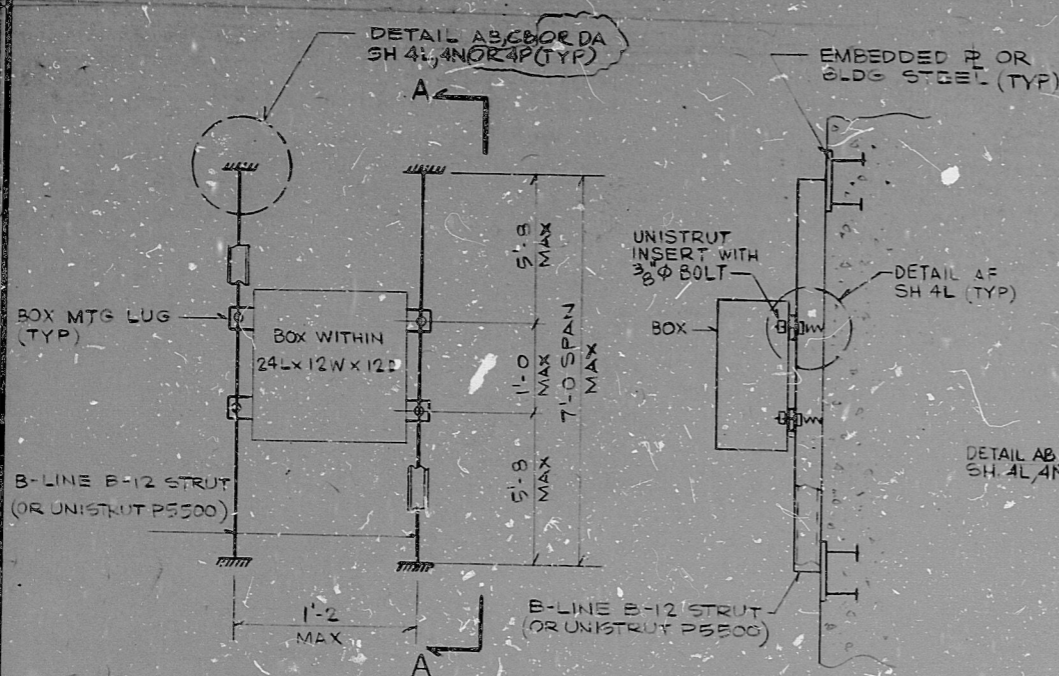 DETAIL AB,CB OR DA
SH 4L,4N OR 4P (TYP)
A
EMBEDDED PL OR
BLDG STEEL (TYP)
5'-8
MAX
UNISTRUT
INSERT WITH
3/8"Φ BOLT
DETAIL AF
SH 4L (TYP)
BOX MTG LUG
(TYP)
BOX WITHIN
24L x 12W x 12D
BOX
1'-0
MAX
7'-0 SPAN
MAX
DETAIL AB
SH. 4L,4N
B-LINE B-12 STRUT
(OR UNISTRUT P5500)
5'-8
MAX
1'-2
MAX
B-LINE B-12 STRUT
(OR UNISTRUT P5500)
A